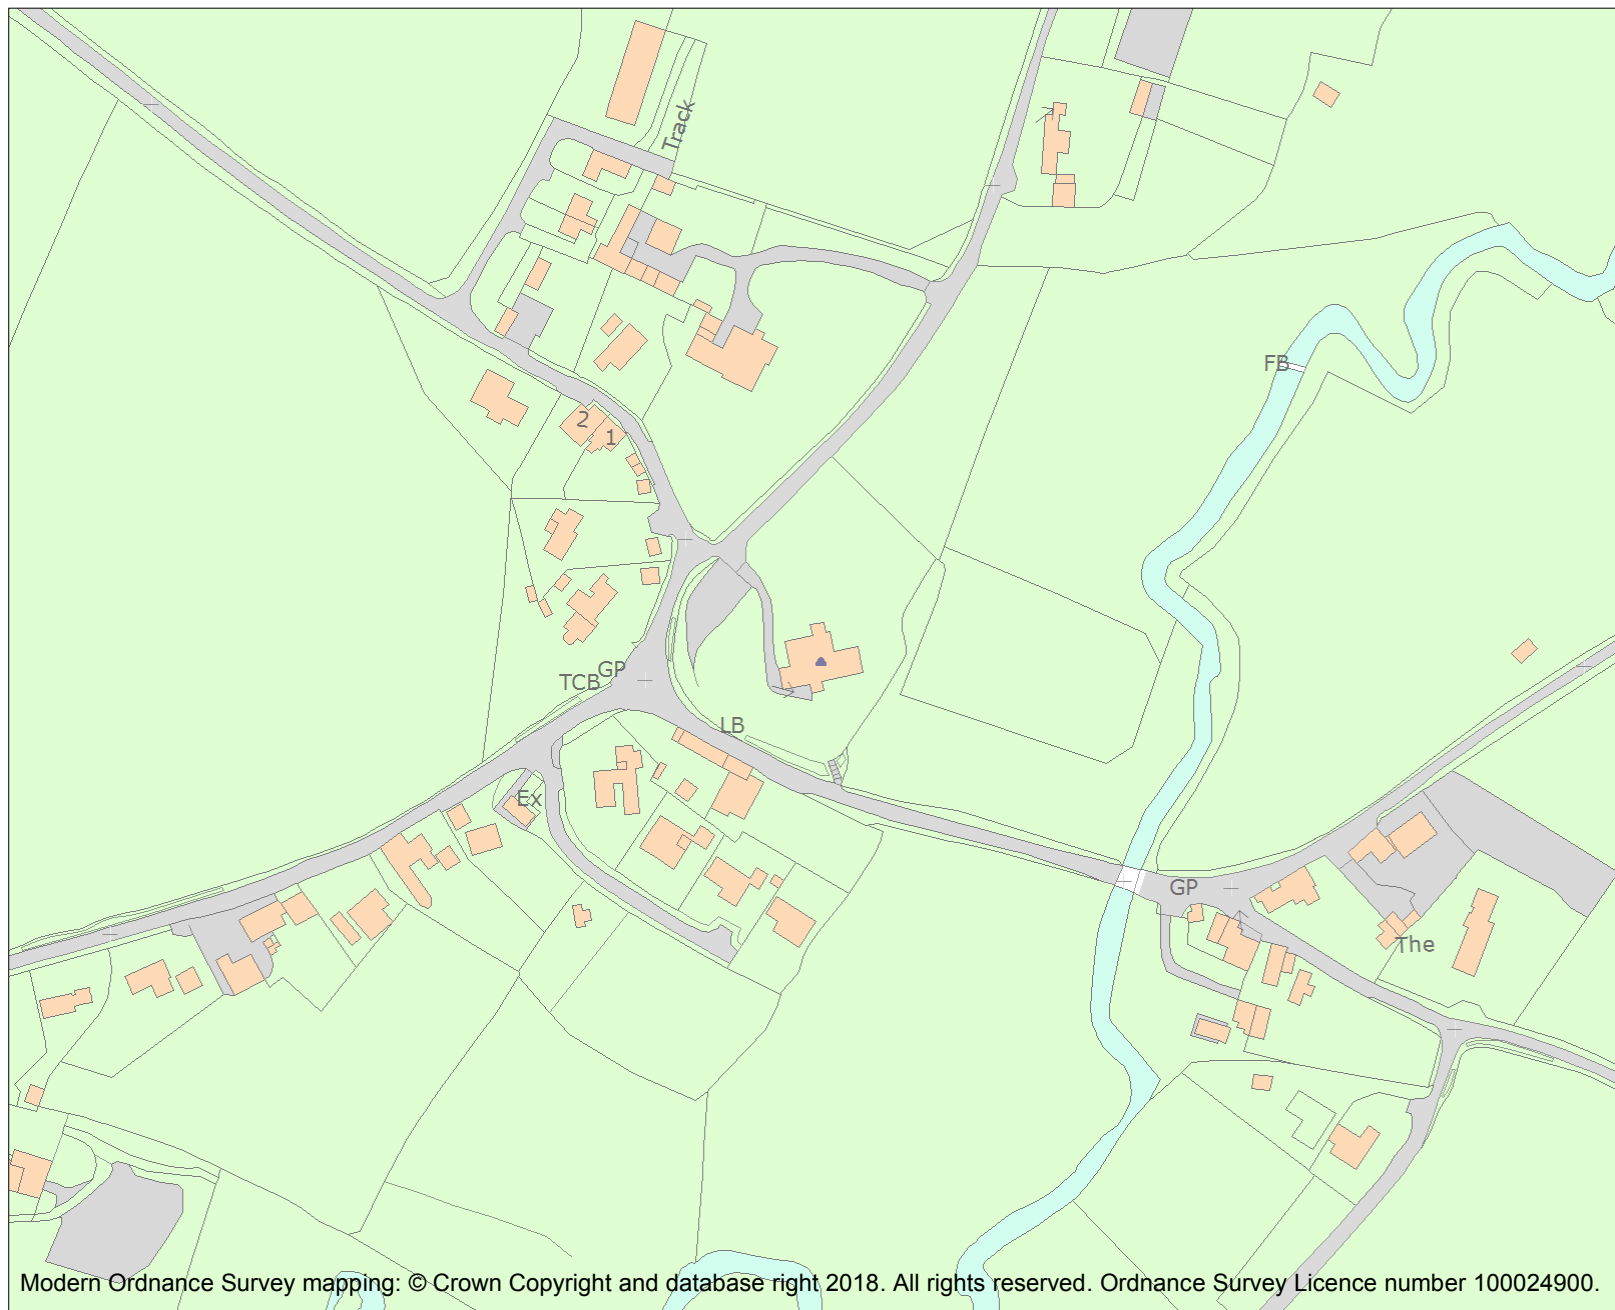 Track
FB
2
1
GP
TCB
LB
Ex
GP
The
Modern Ordnance Survey mapping: © Crown Copyright and database right 2018. All rights reserved. Ordnance Survey Licence number 100024900.